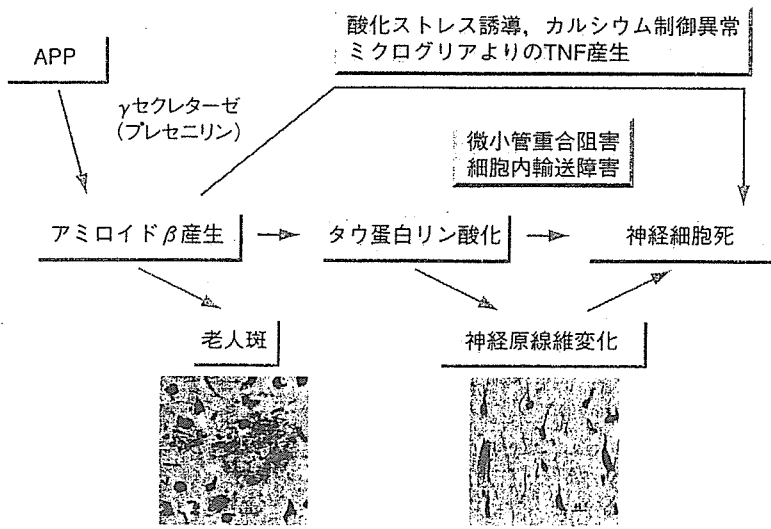 酸化ストレス誘導，カルシウム制御異常
ミクログリアよりのTNF産生
APP
γセクレターゼ
（プレセニリン）
微小管重合阻害
細胞内輸送障害
アミロイドβ産生
タウ蛋白リン酸化
神経細胞死
老人斑
神経原線維変化